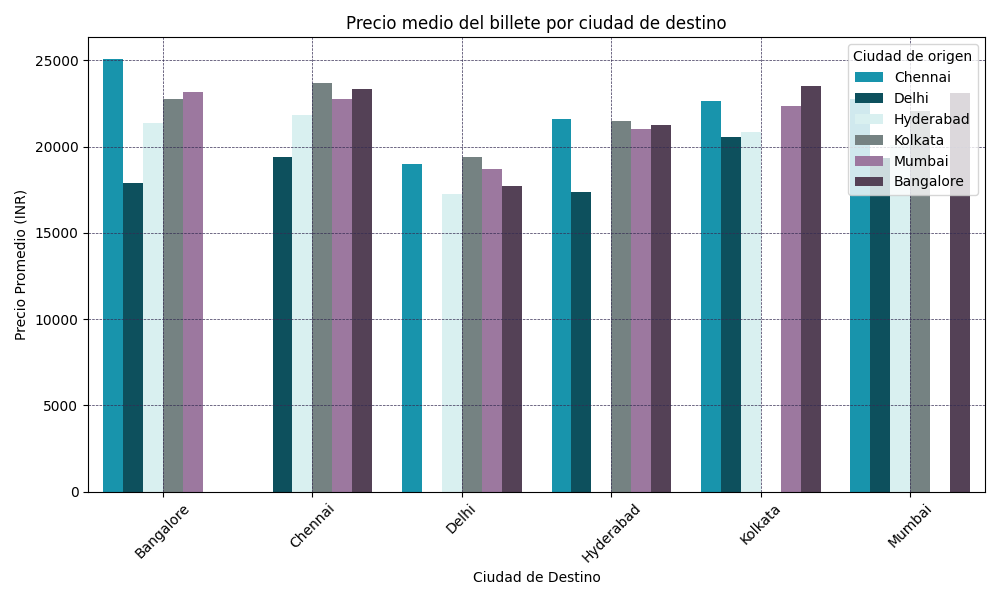 Precio medio del billete por ciudad de destino
Precio Promedio (INR)
25000
20000
15000
10000
5000
0
Ciudad de origen
Chennai
Delhi
Hyderabad
Kolkata
Mumbai
Bangalore
Bangalore
Chennai
Delhi
Hyderabad
Kolkata
Mumbai
Ciudad de Destino